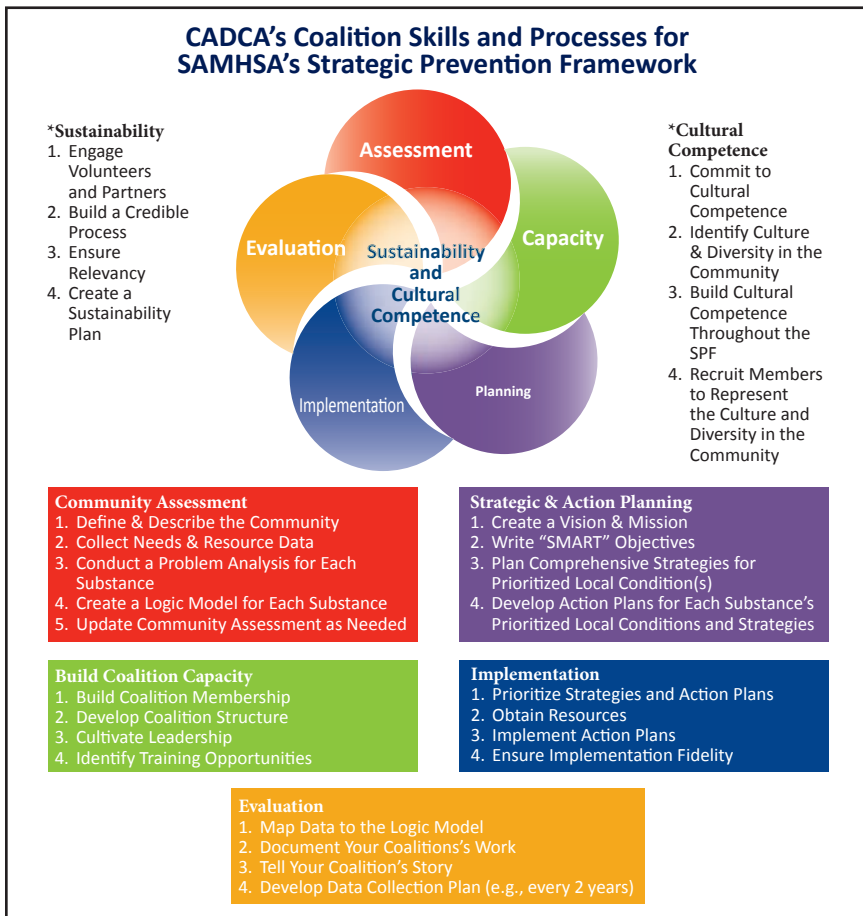 CADCA's Coalition Skills and Processes for
SAMHSA's Strategic Prevention Framework
*Sustainability
1. Engage
Volunteers
and Partners
2. Build a Credible
Process
3. Ensure
Relevancy
4. Create a
Sustainability
Plan
Assessment
Capacity
Evaluation
Sustainability
and
Cultural
Competence
Implementation
Planning
*Cultural
Competence
1. Commit to
Cultural
Competence
2. Identify Culture
& Diversity in the
Community
3. Build Cultural
Competence
Throughout the
SPF
4. Recruit Members
to Represent
the Culture and
Diversity in the
Community
Community Assessment
1. Define & Describe the Community
2. Collect Needs & Resource Data
3. Conduct a Problem Analysis for Each
Substance
4. Create a Logic Model for Each Substance
5. Update Community Assessment as Needed
Strategic & Action Planning
1. Create a Vision & Mission
2. Write "SMART" Objectives
3. Plan Comprehensive Strategies for
Prioritized Local Condition(s)
4. Develop Action Plans for Each Substance's
Prioritized Local Conditions and Strategies
Build Coalition Capacity
1. Build Coalition Membership
2. Develop Coalition Structure
3. Cultivate Leadership
4. Identify Training Opportunities
Implementation
1. Prioritize Strategies and Action Plans
2. Obtain Resources
3. Implement Action Plans
4. Ensure Implementation Fidelity
Evaluation
1. Map Data to the Logic Model
2. Document Your Coalitions's Work
3. Tell Your Coalition's Story
4. Develop Data Collection Plan (e.g., every 2 years)